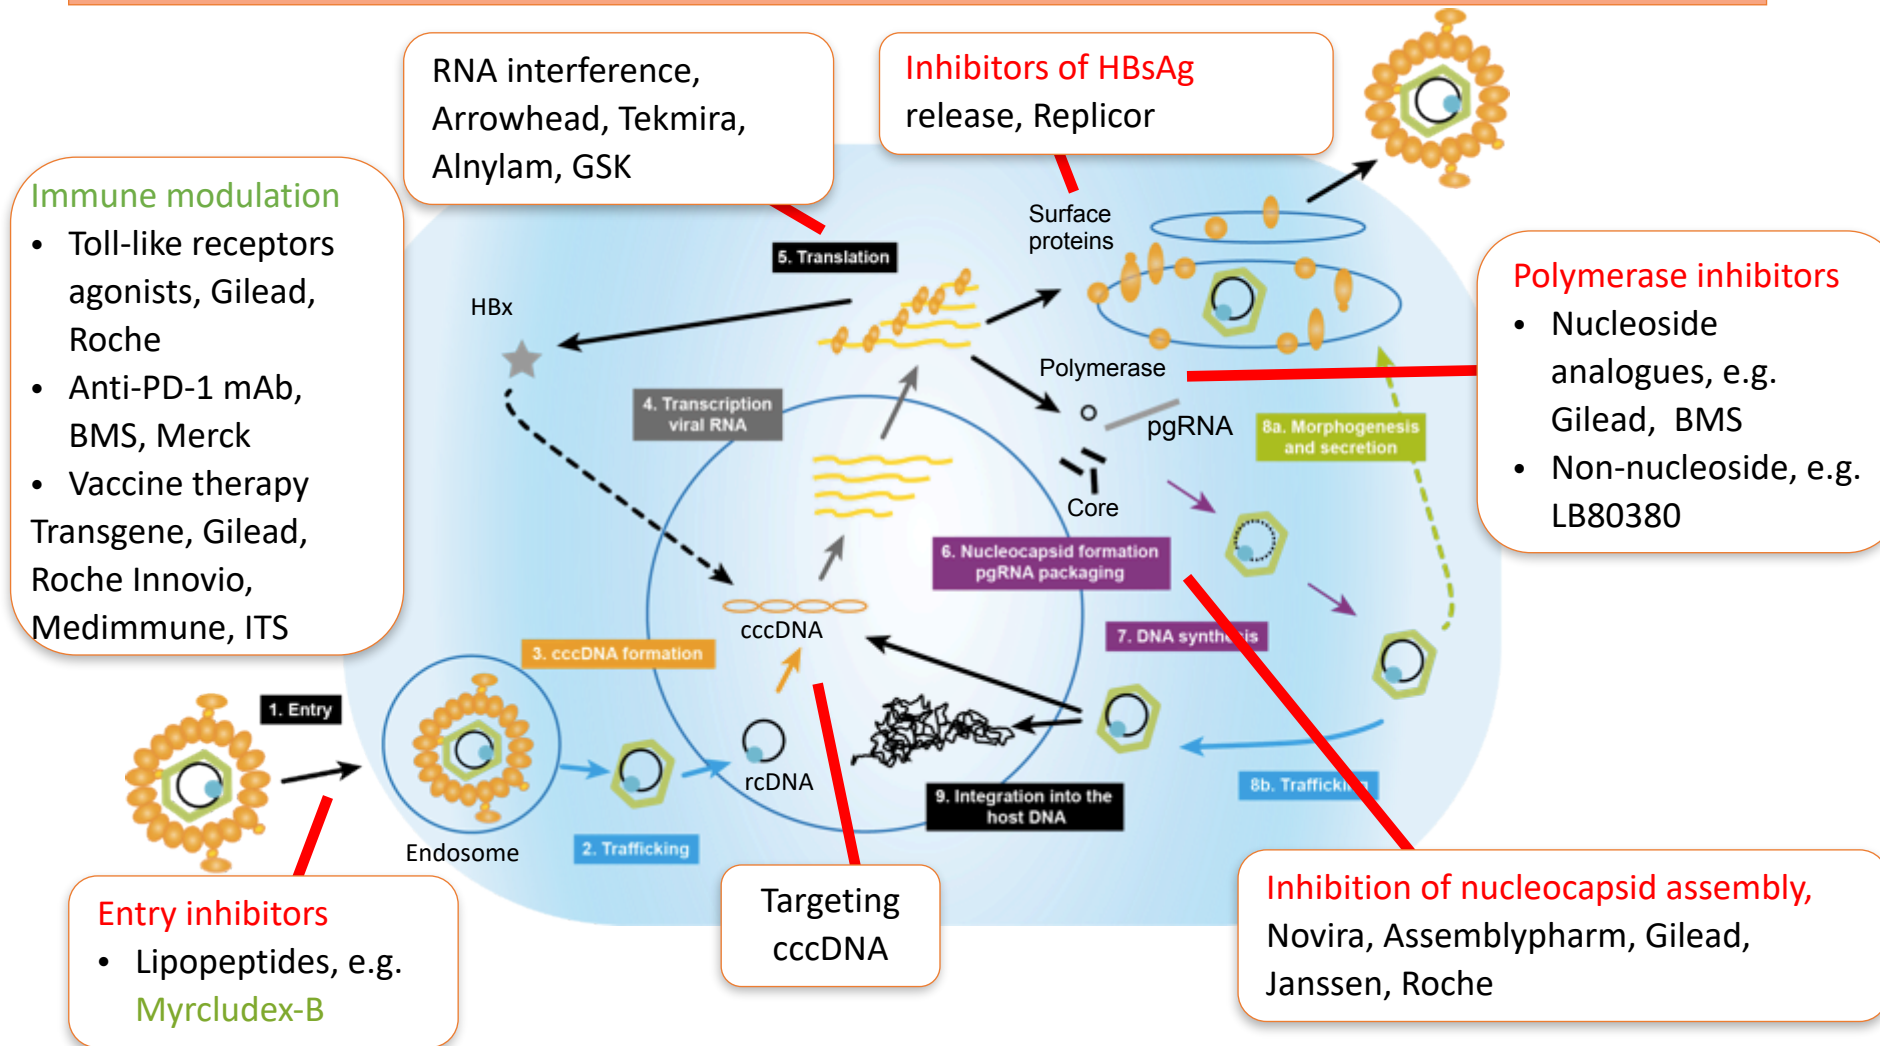 RNA interference,
Arrowhead, Tekmira,
Alnylam, GSK
Inhibitors of HBsAg
release, Replicor
Immune modulation
• Toll-like receptors
agonists, Gilead,
Roche
• Anti-PD-1 mAb,
BMS, Merck
• Vaccine therapy
Transgene, Gilead,
Roche Innovio,
Medimmune, ITS
Surface
proteins
5. Translation
HBx
Polymerase inhibitors
• Nucleoside
analogues, e.g.
Gilead, BMS
• Non-nucleoside, e.g.
LB80380
Polymerase
4. Transcription
viral RNA
pgRNA
8a. Morphogenesis
and secretion
Core
6. Nucleocapsid formation
pgRNA packaging
cccDNA
7. DNA synthesis
3. cccDNA formation
1. Entry
rcDNA
9. Integration into the
host DNA
8b. Trafficking
Endosome
2. Trafficking
Entry inhibitors
• Lipopeptides, e.g.
Myrcludex-B
Targeting
cccDNA
Inhibition of nucleocapsid assembly,
Novira, Assemblypharm, Gilead,
Janssen, Roche